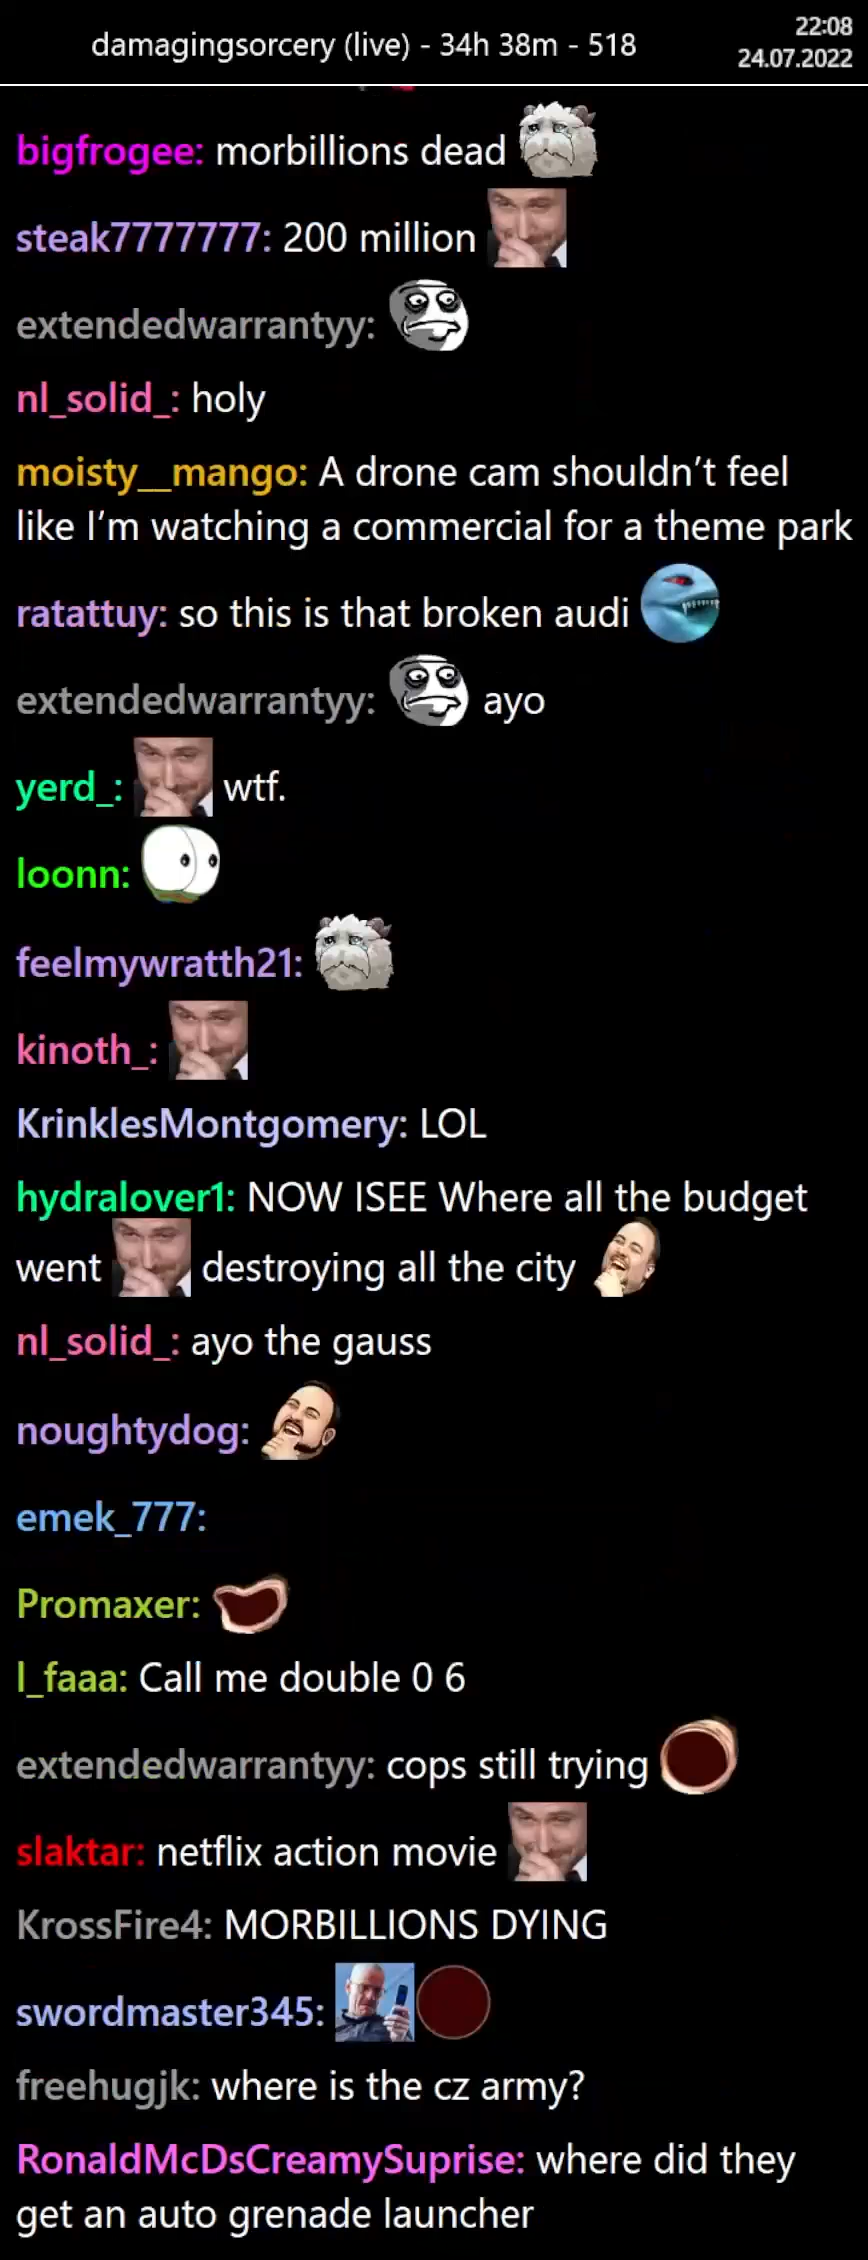 damagingsorcery (live) - 34h 38m - 518
22:08
24.07.2022
bigfrogee: morbillions dead
steak7777777: 200 million
extendedwarrantyy:
nl_solid_: holy
moisty__mango: A drone cam shouldn’t feel
like I’m watching a commercial for a theme park
ratattuy: so this is that broken audi
extendedwarrantyy: ayo
yerd_: wtf.
loonn:
feelmywratth21:
kinoth_:
KrinklesMontgomery: LOL
hydralover1: NOW ISEE Where all the budget
went destroying all the city
nl_solid_: ayo the gauss
noughtydog:
emek_777:
Promaxer:
l_faaa: Call me double 0 6
extendedwarrantyy: cops still trying
slaktar: netflix action movie
KrossFire4: MORBILLIONS DYING
swordmaster345:
freehugjk: where is the cz army?
RonaldMcDsCreamySuprise: where did they
get an auto grenade launcher